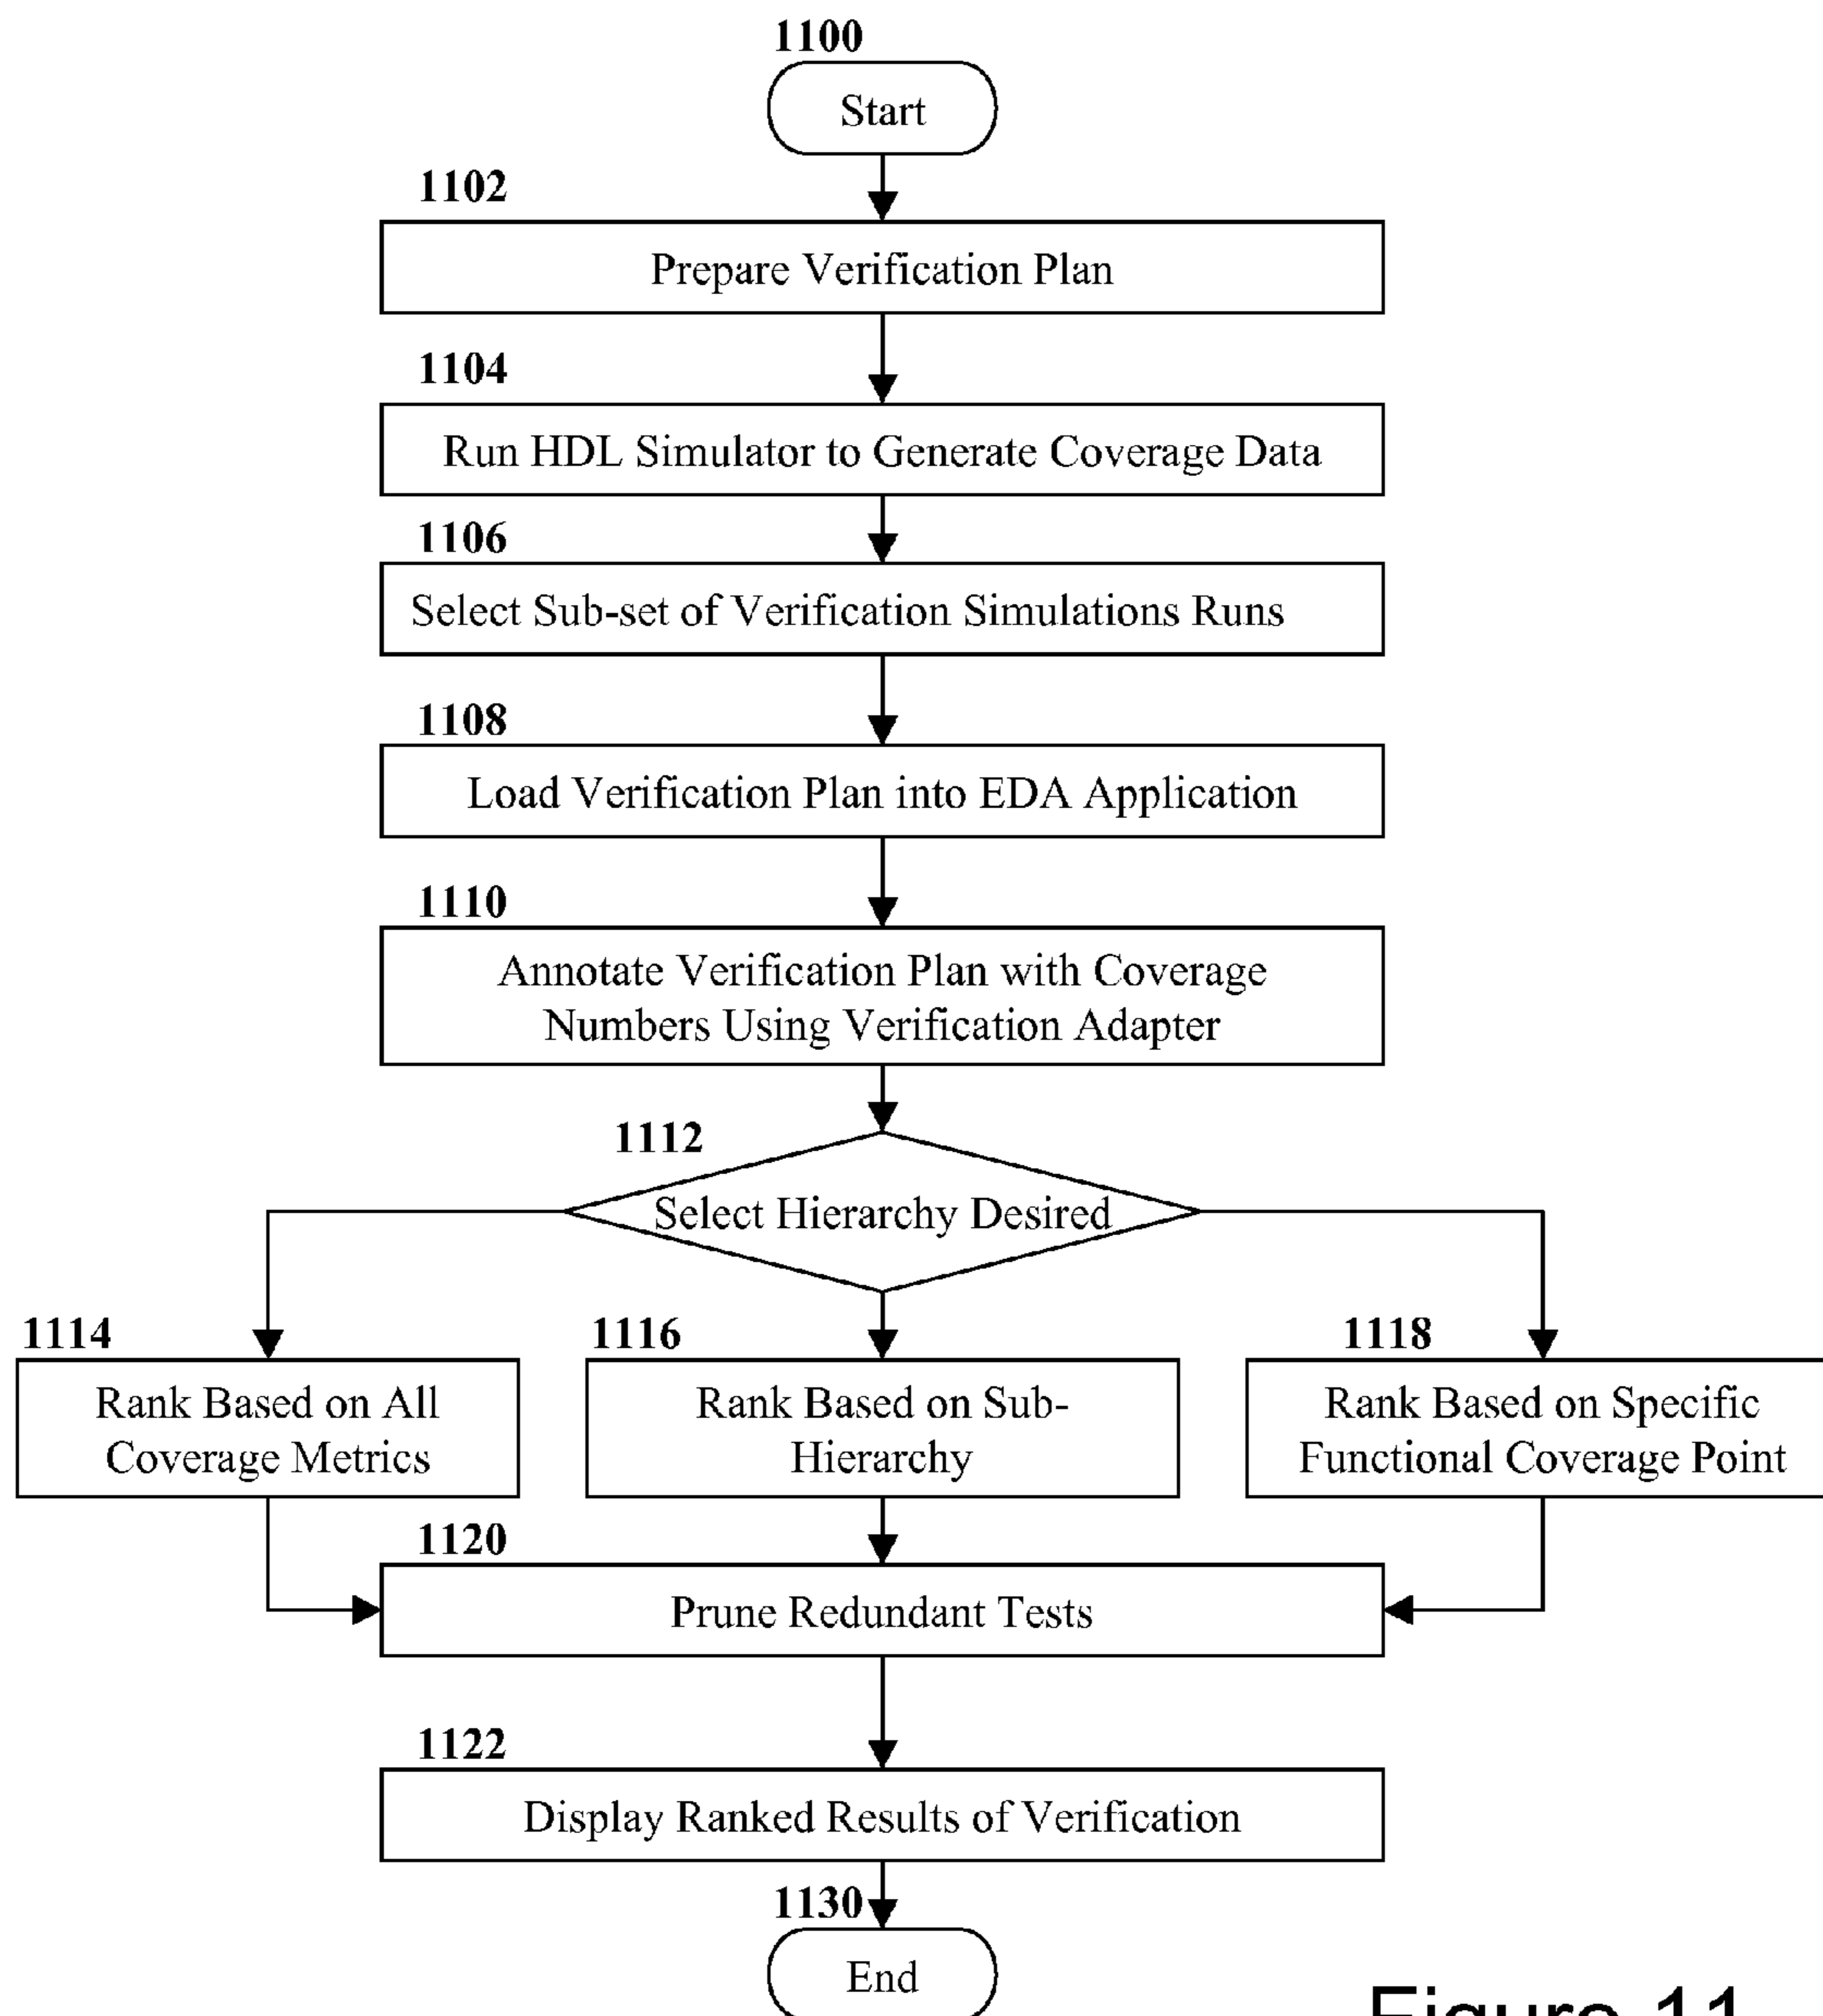 1100
Start
1102
Prepare Verification Plan
1104
Run HDL Simulator to Generate Coverage Data
1106
Select Sub-set of Verification Simulations Runs
1108
Load Verification Plan into EDA Application
1110
Annotate Verification Plan with Coverage
Numbers Using Verification Adapter
1112
Select Hierarchy Desired
1114
Rank Based on All
Coverage Metrics
1116
Rank Based on Sub-
Hierarchy
1118
Rank Based on Specific
Functional Coverage Point
1120
Prune Redundant Tests
1122
Display Ranked Results of Verification
1130
End
Figure 11